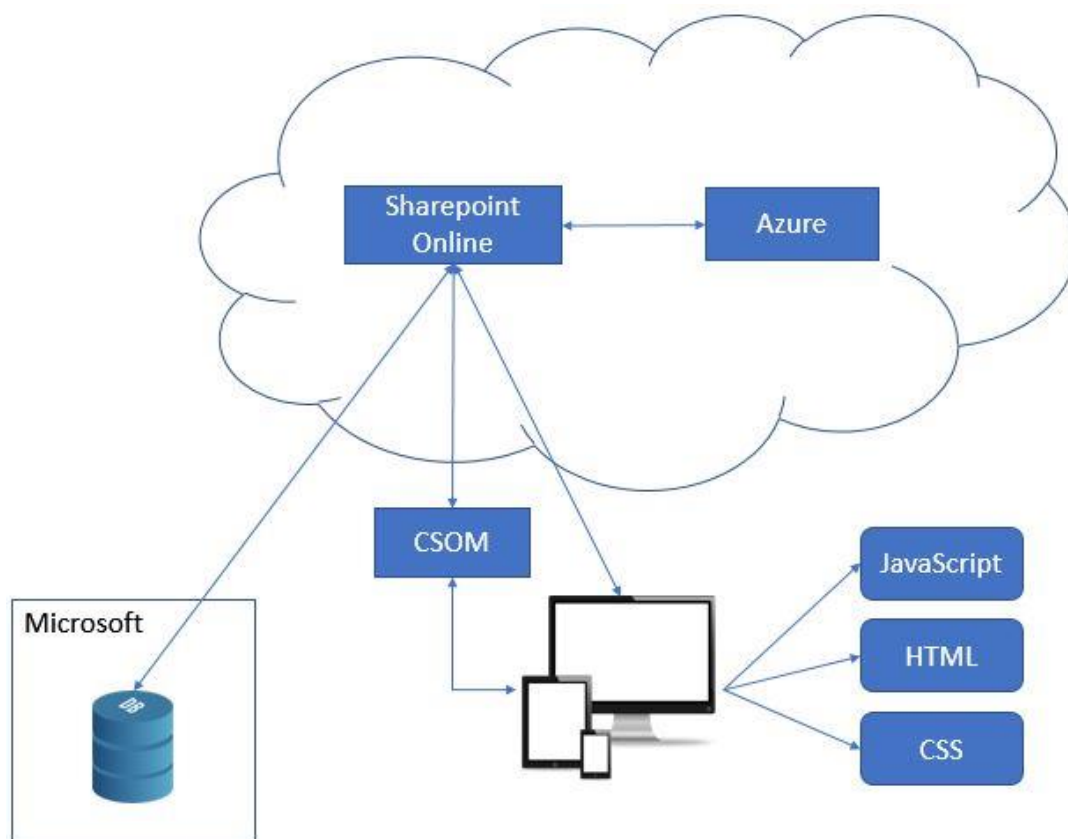 Sharepoint
Online
Azure
CSOM
JavaScript
Microsoft
HTML
DB
CSS